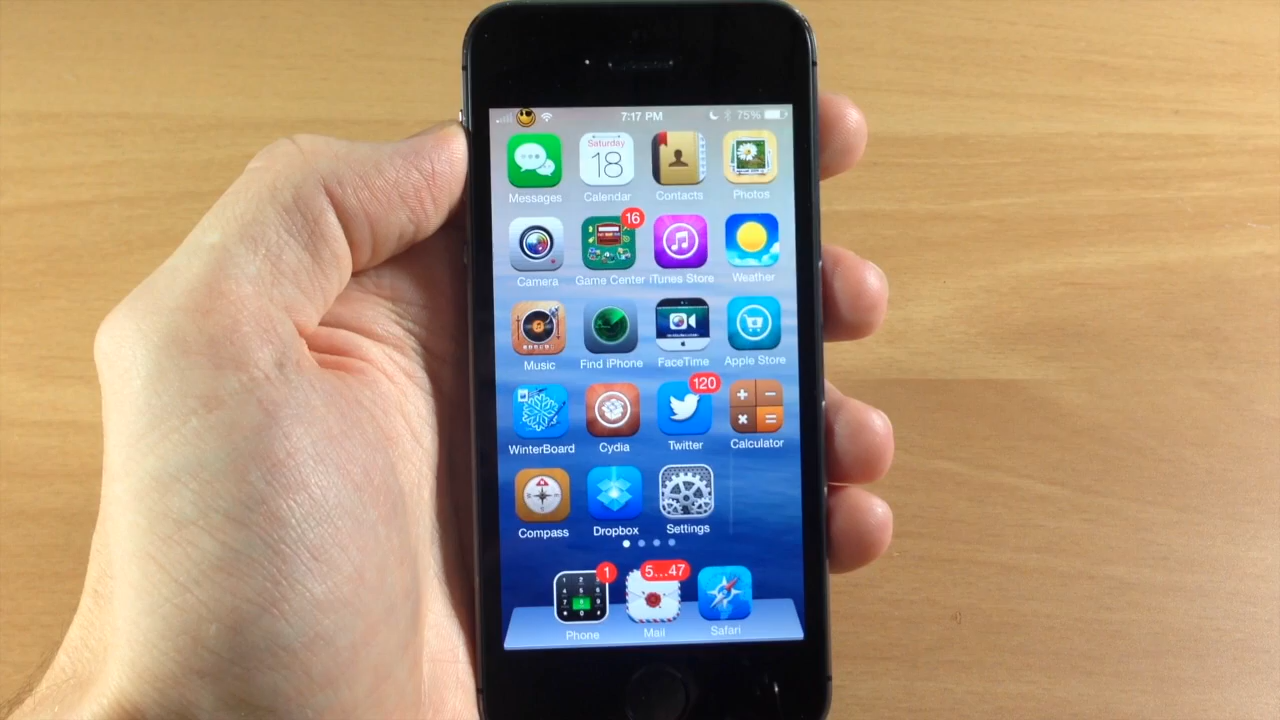 7:17 PM 75%
Saturday
18
Messages Calendar Contacts Photos
16
Camera Game Center iTunes Store Weather
Music Find iPhone FaceTime Apple Store
120
WinterBoard Cydia Twitter Calculator
Compass Dropbox Settings
1 5...47
Phone Mail Safari